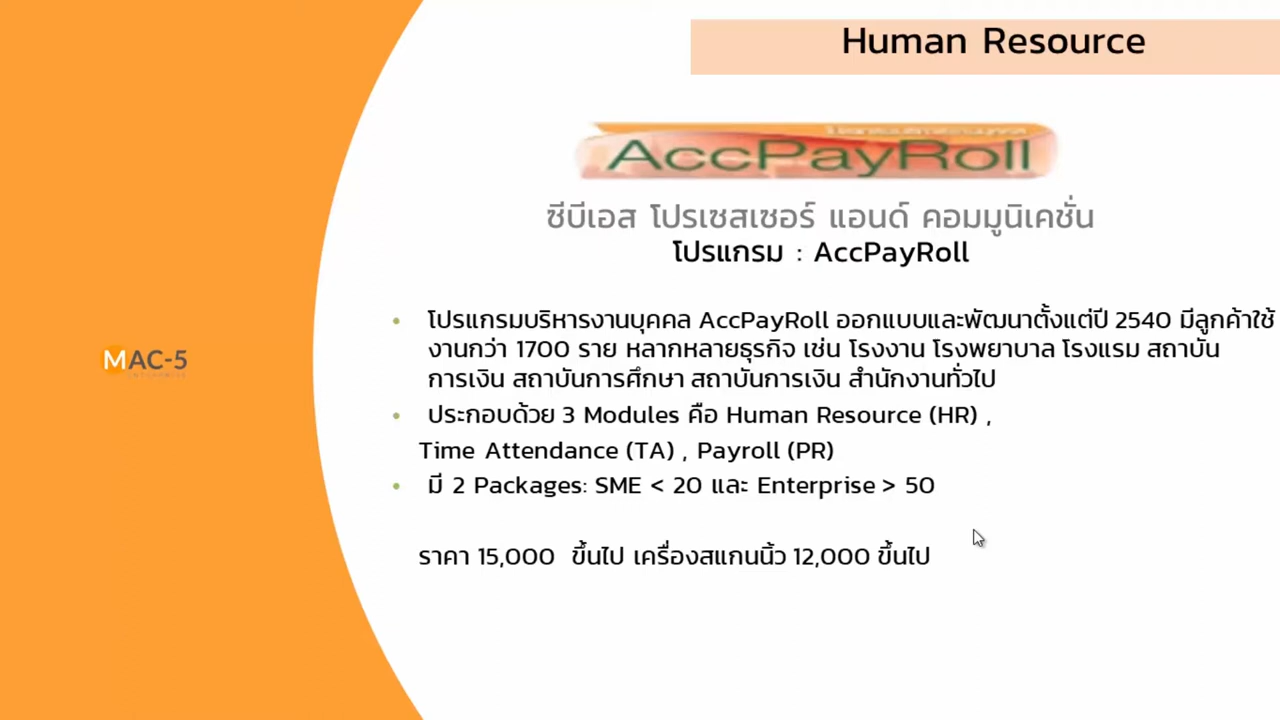 Human Resource
AccPayRoll
ซีบีเอส โปรเซสเซอร์ แอนด์ คอมมูนิเคชั่น
โปรแกรม : AccPayRoll
• โปรแกรมบริหารงานบุคคล AccPayRoll ออกแบบและพัฒนาตั้งแต่ปี 2540 มีลูกค้าใช้
งานกว่า 1700 ราย หลากหลายธุรกิจ เช่น โรงงาน โรงพยาบาล โรงแรม สถาบัน
การเงิน สถาบันการศึกษา สถาบันการเงิน สำนักงานทั่วไป
MAC-5
• ประกอบด้วย 3 Modules คือ Human Resource (HR) ,
Time Attendance (TA) , Payroll (PR)
• มี 2 Packages: SME < 20 และ Enterprise > 50
ราคา 15,000 ขึ้นไป เครื่องสแกนนิ้ว 12,000 ขึ้นไป